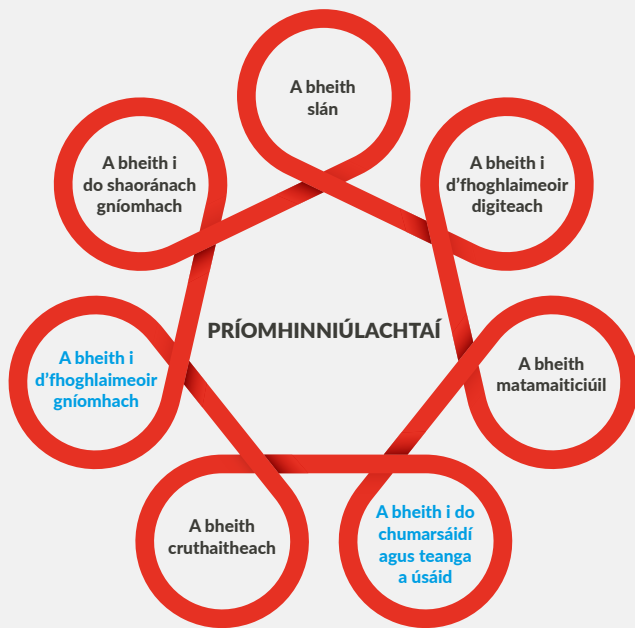 A bheith
slán
A bheith i
d'fhoghlaimeoir
digiteach
A bheith
matamaiticiúil
A bheith i do
chumarsáidí
agus teanga
a úsáid
A bheith
cruthaitheach
A bheith i
d'fhoghlaimeoir
gníomhach
A bheith i
do shaoránach
gníomhach
PRÍOMHINNIÚLACHTAÍ